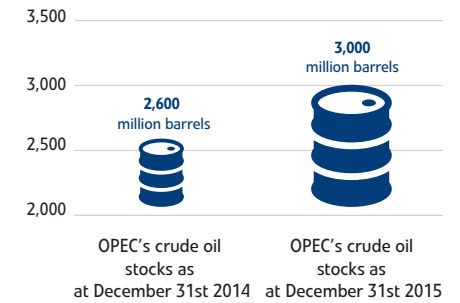 3,500
3,000
2,500
2,000
2,600
million barrels
3,000
million barrels
OPEC's crude oil
stocks as
at December 31st 2014
OPEC's crude oil
stocks as
at December 31st 2015